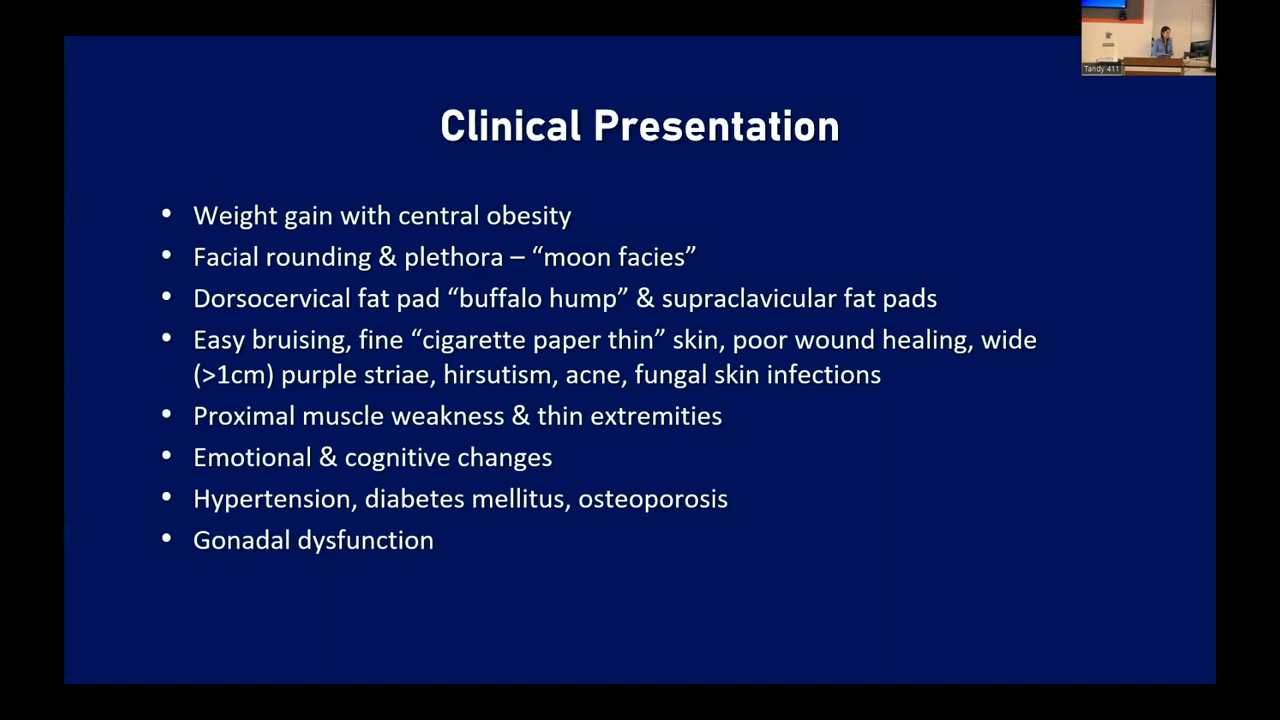 Tandy 411
Clinical Presentation
• Weight gain with central obesity
• Facial rounding & plethora – “moon facies”
• Dorsocervical fat pad “buffalo hump” & supraclavicular fat pads
• Easy bruising, fine “cigarette paper thin” skin, poor wound healing, wide
(>1cm) purple striae, hirsutism, acne, fungal skin infections
• Proximal muscle weakness & thin extremities
• Emotional & cognitive changes
• Hypertension, diabetes mellitus, osteoporosis
• Gonadal dysfunction